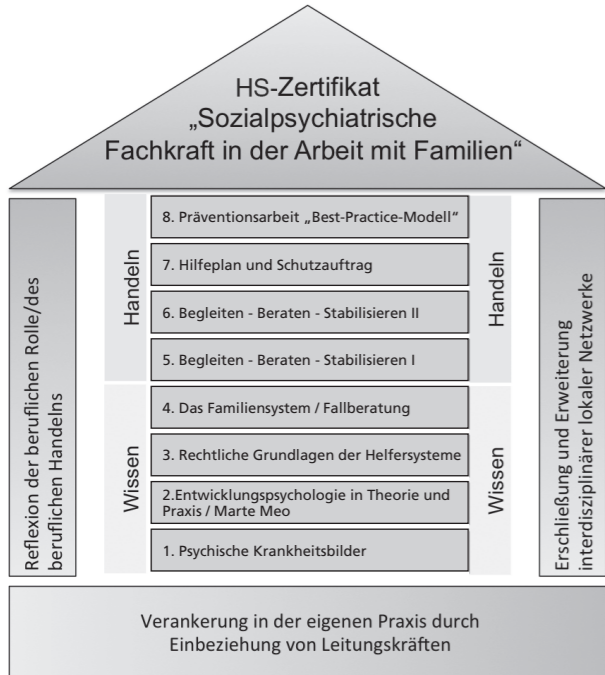 HS-Zertifikat
„Sozialpsychiatrische
Fachkraft in der Arbeit mit Familien“
Reflexion der beruflichen Rolle/des
beruflichen Handelns
Handeln
Wissen
8. Präventionsarbeit „Best-Practice-Modell“
7. Hilfeplan und Schutzauftrag
6. Begleiten - Beraten - Stabilisieren II
5. Begleiten - Beraten - Stabilisieren I
4. Das Familiensystem / Fallberatung
3. Rechtliche Grundlagen der Helfersysteme
2.Entwicklungspsychologie in Theorie und
Praxis / Marte Meo
1. Psychische Krankheitsbilder
Handeln
Wissen
Erschließung und Erweiterung
interdisziplinärer lokaler Netzwerke
Verankerung in der eigenen Praxis durch
Einbeziehung von Leitungskräften